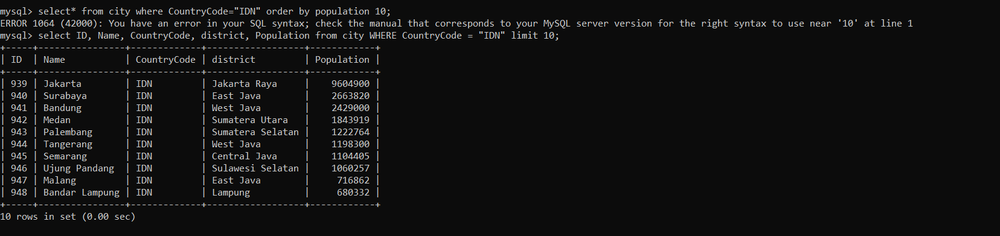 mysql> select* from city where CountryCode="IDN" order by population 10;
ERROR 1064 (42000): You have an error in your SQL syntax; check the manual that corresponds to your MySQL server version for the right syntax to use near '10' at line 1
mysql> select ID, Name, CountryCode, district, Population from city WHERE CountryCode = "IDN" limit 10;
+-----+----------------+-------------+------------------+------------+
| ID  | Name           | CountryCode | district         | Population |
+-----+----------------+-------------+------------------+------------+
| 939 | Jakarta        | IDN         | Jakarta Raya     |    9604900 |
| 940 | Surabaya       | IDN         | East Java        |    2663820 |
| 941 | Bandung        | IDN         | West Java        |    2429000 |
| 942 | Medan          | IDN         | Sumatera Utara   |    1843919 |
| 943 | Palembang      | IDN         | Sumatera Selatan |    1222764 |
| 944 | Tangerang      | IDN         | West Java        |    1198300 |
| 945 | Semarang       | IDN         | Central Java     |    1104405 |
| 946 | Ujung Pandang  | IDN         | Sulawesi Selatan |    1060257 |
| 947 | Malang         | IDN         | East Java        |     716862 |
| 948 | Bandar Lampung | IDN         | Lampung          |     680332 |
+-----+----------------+-------------+------------------+------------+
10 rows in set (0.00 sec)